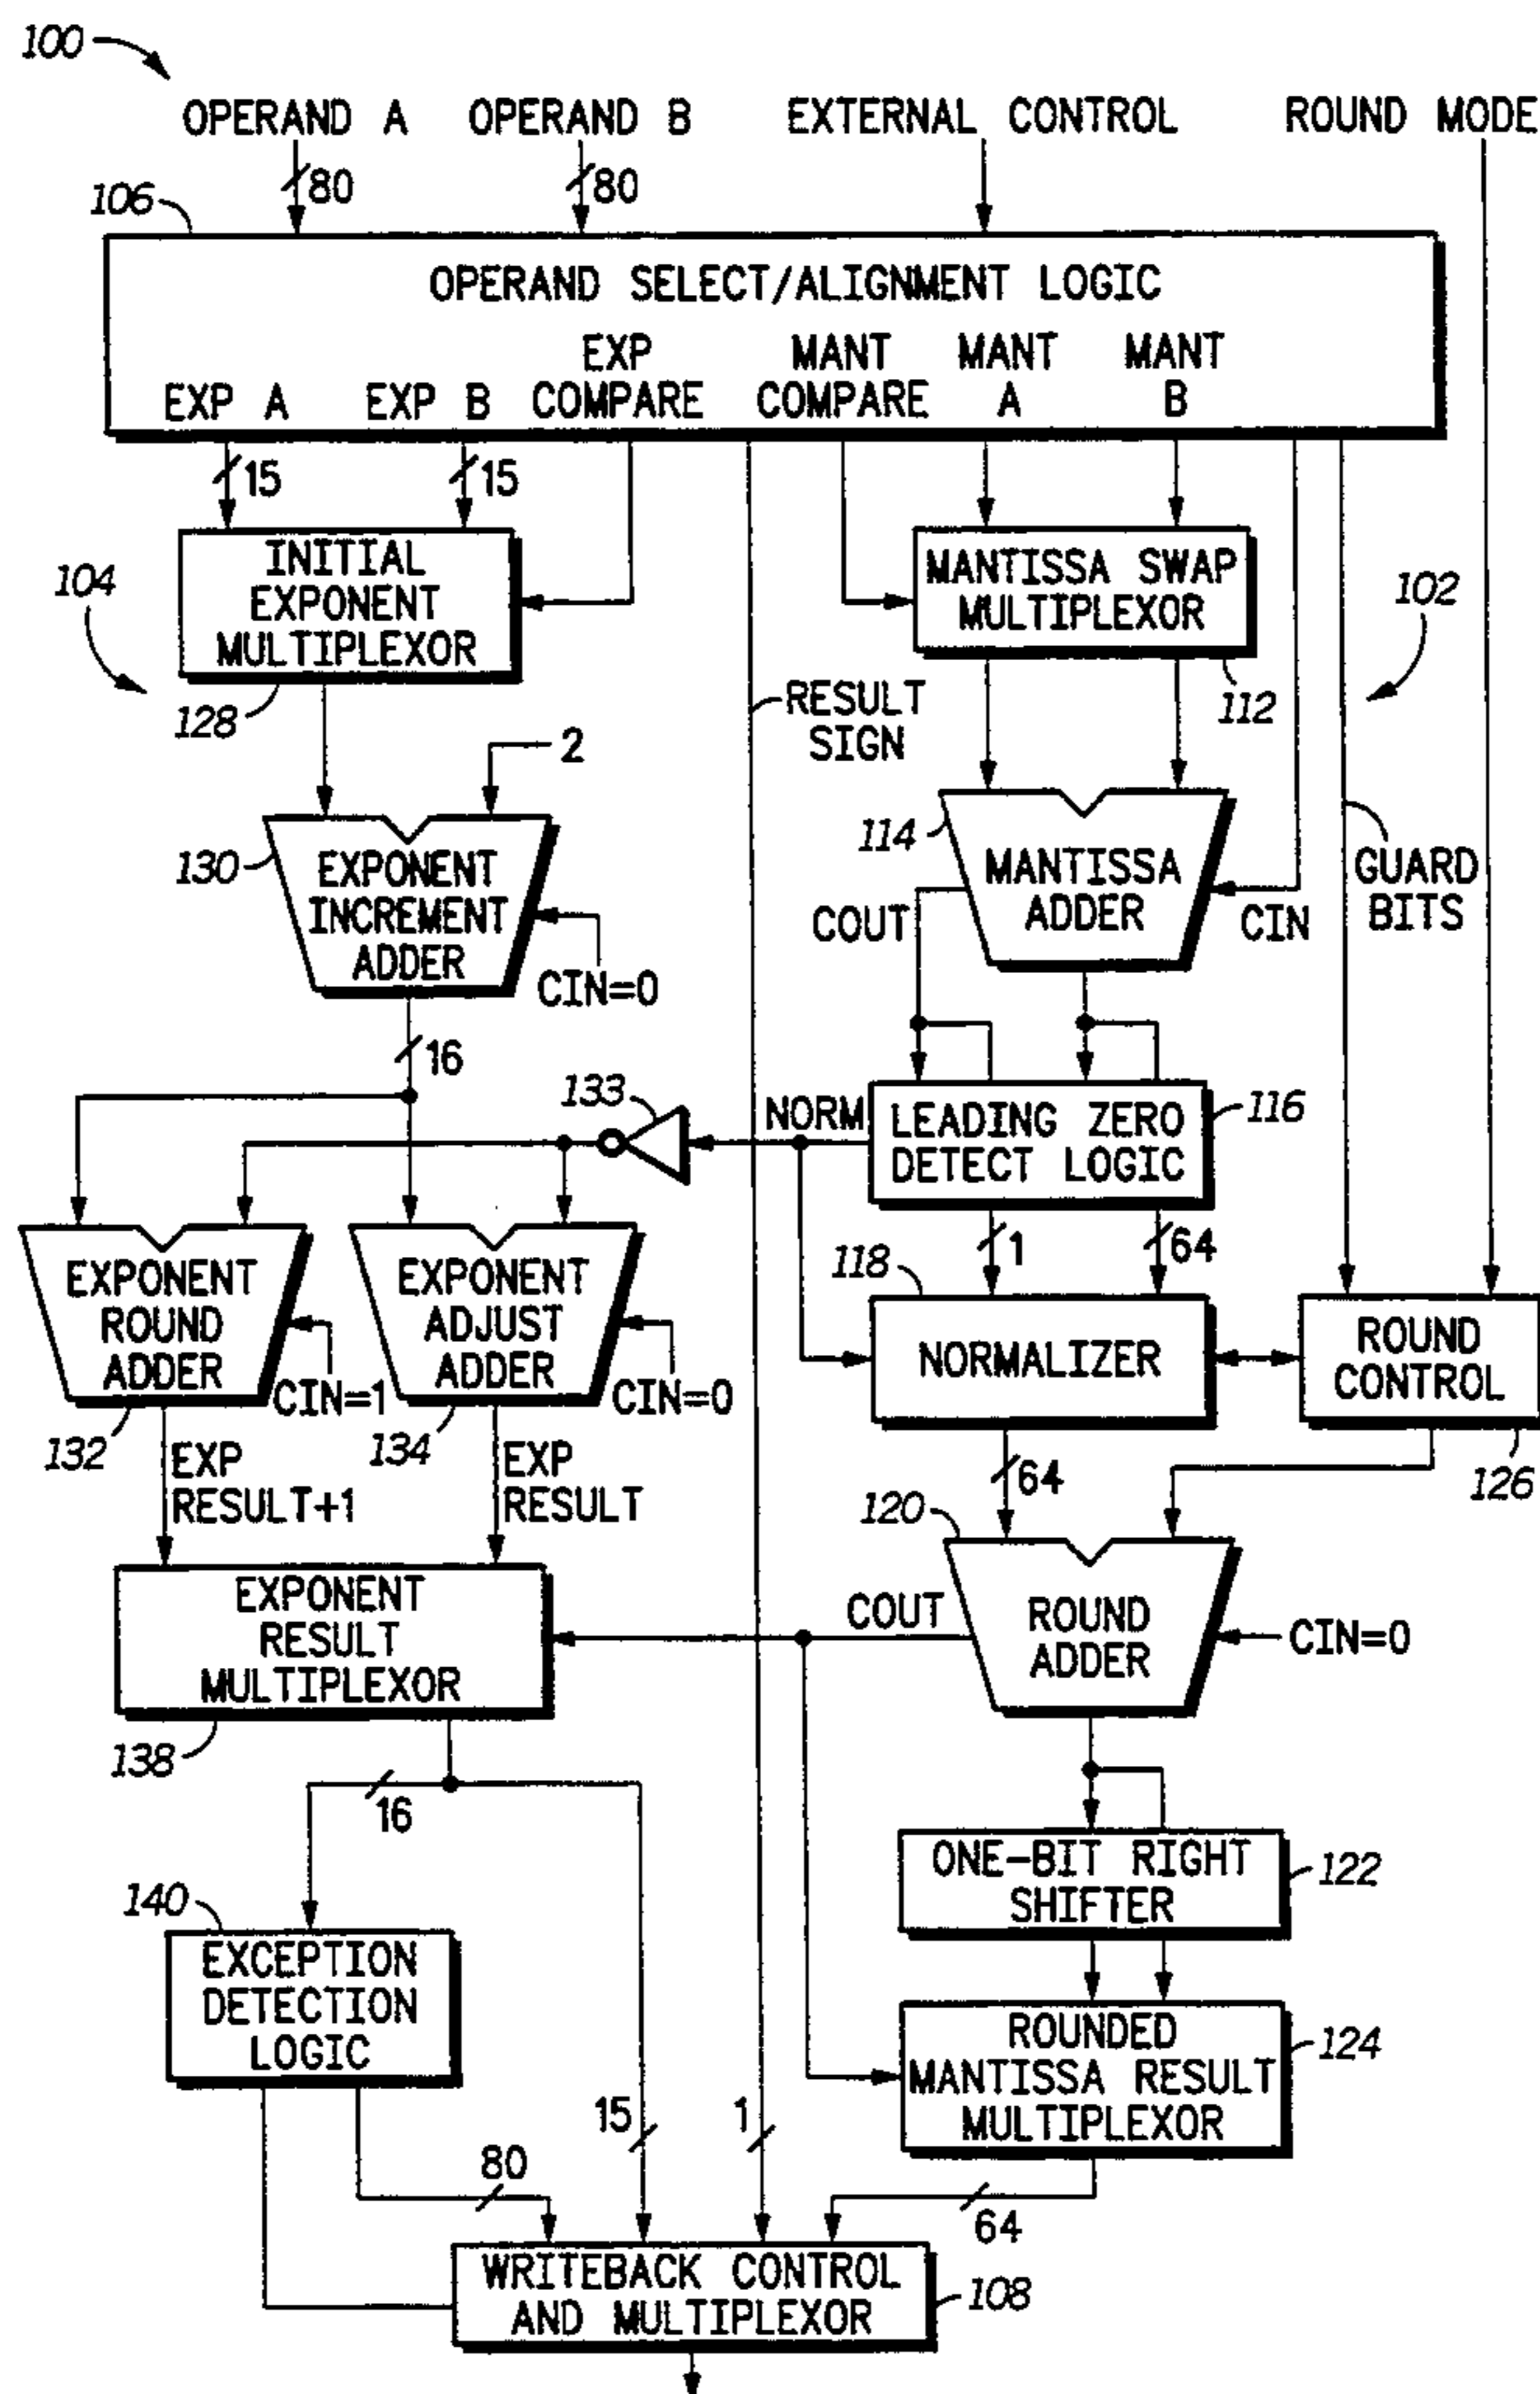 100
OPERAND A
OPERAND B
EXTERNAL CONTROL
ROUND MODE
80
80
106
OPERAND SELECT/ALIGNMENT LOGIC
EXP A
EXP B
EXP
COMPARE
MANT
COMPARE
MANT
A
MANT
B
15
15
INITIAL
EXPONENT
MULTIPLEXOR
MANTISSA SWAP
MULTIPLEXOR
104
102
128
RESULT
SIGN
112
2
114
130
EXPONENT
INCREMENT
ADDER
MANTISSA
ADDER
GUARD
BITS
COUT
CIN
CIN=0
16
133
NORM
LEADING ZERO
DETECT LOGIC
116
1
64
118
EXPONENT
ROUND
ADDER
EXPONENT
ADJUST
ADDER
NORMALIZER
ROUND
CONTROL
CIN=1
CIN=0
132
134
EXP
RESULT+1
EXP
RESULT
64
126
120
EXPONENT
RESULT
MULTIPLEXOR
COUT
ROUND
ADDER
CIN=0
138
16
ONE-BIT RIGHT
SHIFTER
122
140
EXCEPTION
DETECTION
LOGIC
ROUNDED
MANTISSA RESULT
MULTIPLEXOR
124
15
1
80
64
WRITEBACK CONTROL
AND MULTIPLEXOR
108